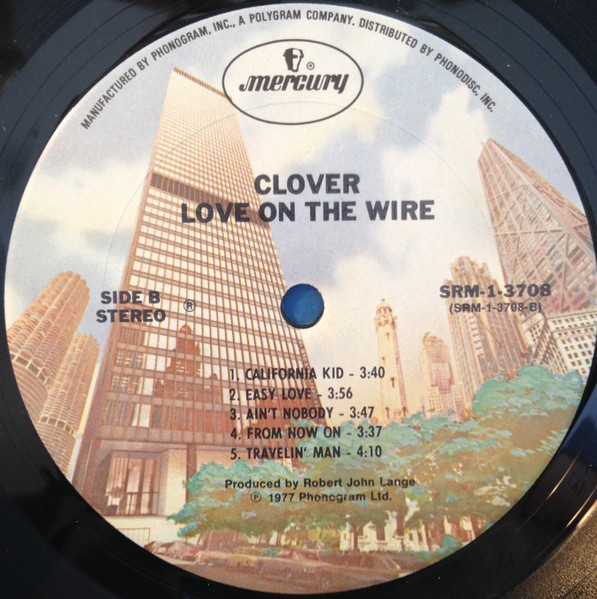 MANUFACTURED BY PHONOGRAM, INC., A POLYGRAM COMPANY. DISTRIBUTED BY PHONODISC, INC.
®
mercury
CLOVER
LOVE ON THE WIRE
SIDE B
STEREO
®
SRM-1-3708
(SRM-1-3708-B)
1. CALIFORNIA KID - 3:40
2. EASY LOVE - 3:56
3. AIN'T NOBODY - 3:47
4. FROM NOW ON - 3:37
5. TRAVELIN' MAN - 4:10
Produced by Robert John Lange
℗ 1977 Phonogram Ltd.